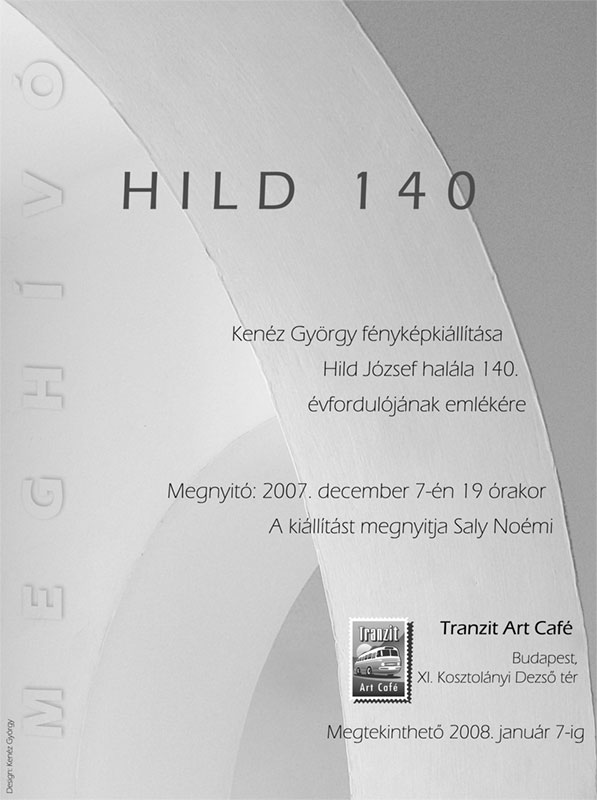 MEGHÍVÓ
HILD 140
Kenéz György fényképkiállítása
Hild József halála 140.
évfordulójának emlékére
Megnyitó: 2007. december 7-én 19 órakor
A kiállítást megnyitja Saly Noémi
Tranzit
Art Café
Tranzit Art Café
Budapest,
XI. Kosztolányi Dezső tér
Megtekinthető 2008. január 7-ig
Design: Kenéz György